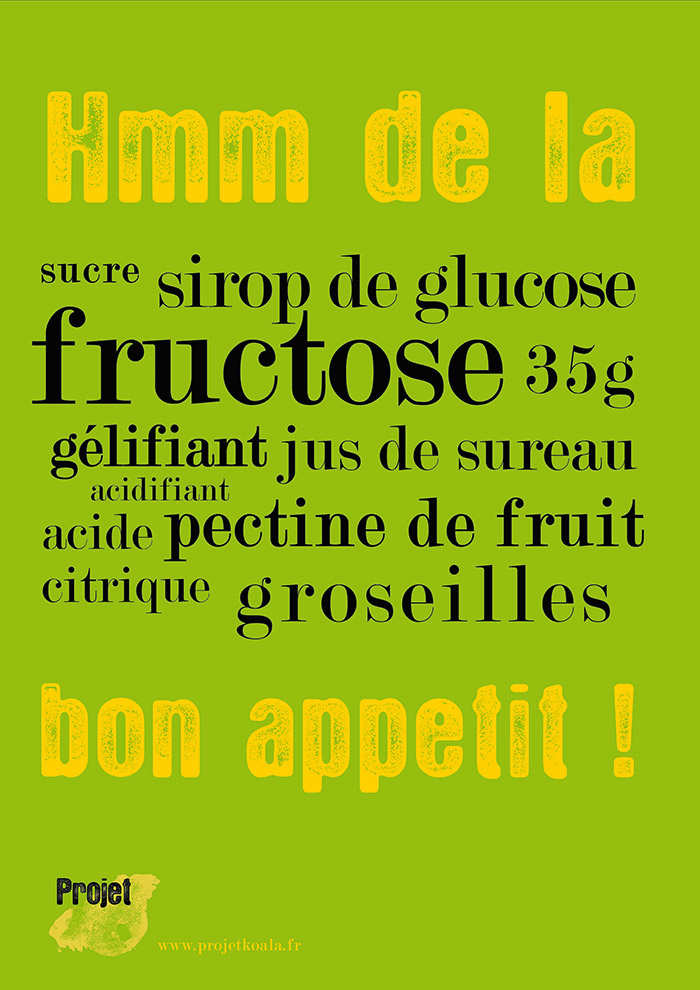 Hmm de la
sucre sirop de glucose
fructose 35g
gélifiant jus de sureau
acidifiant
acide pectine de fruit
citrique groseilles
bon appetit !
Projet
www.projetkoala.fr